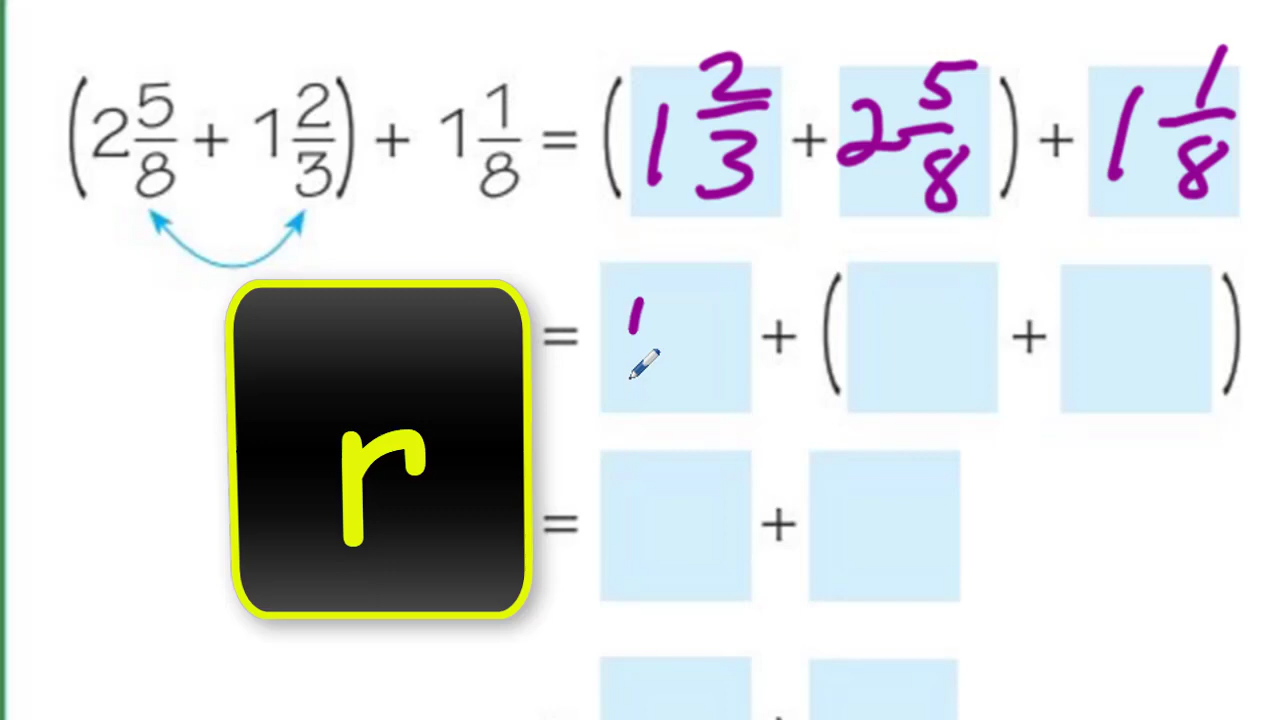 (2 5/8 + 1 2/3) + 1 1/8 = (1 2/3 + 2 5/8) + 1 1/8
= 1 + ( + )
r
= +